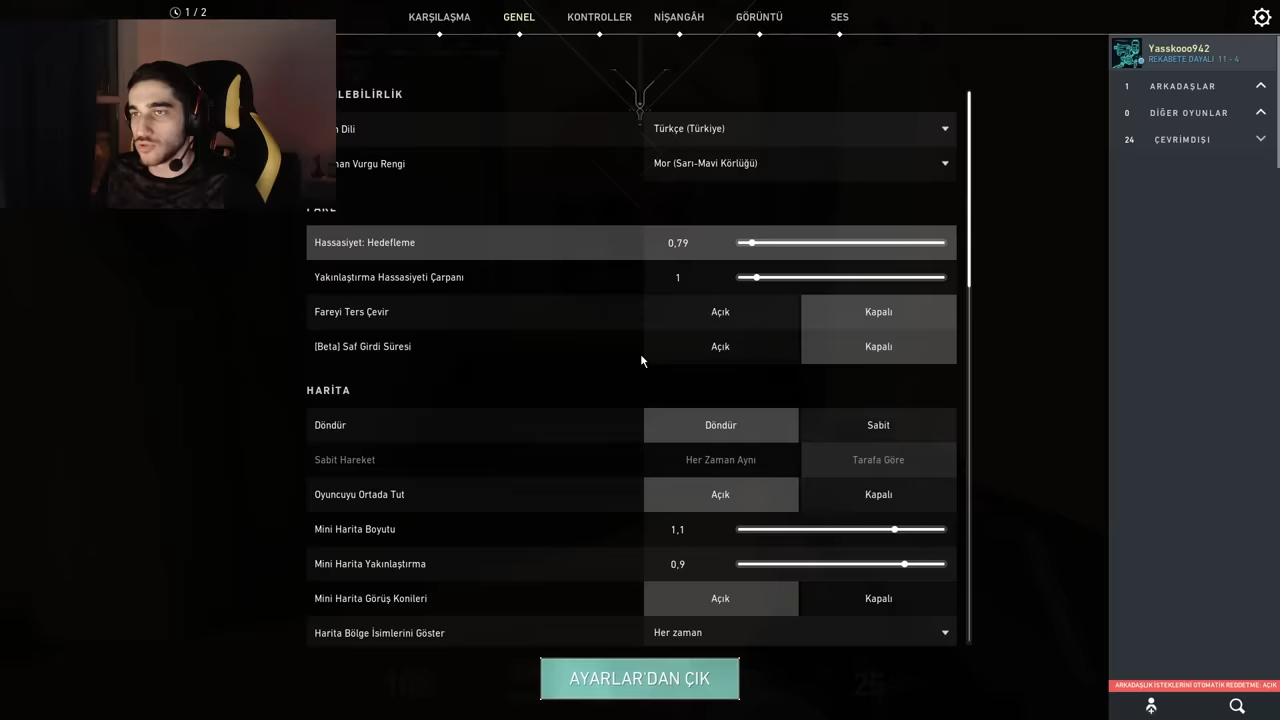 1 / 2
KARŞILAŞMA
GENEL
KONTROLLER
NİŞANGÂH
GÖRÜNTÜ
SES
Yasskooo942
REKABETE DAYALI 11 - 4
1 ARKADAŞLAR
0 DİĞER OYUNLAR
24 ÇEVRİMDIŞI
LEBİLİRLİK
Dili Türkçe (Türkiye)
man Vurgu Rengi Mor (Sarı-Mavi Körlüğü)
Hassasiyet: Hedefleme 0,79
Yakınlaştırma Hassasiyeti Çarpanı 1
Fareyi Ters Çevir Açık Kapalı
[Beta] Saf Girdi Süresi Açık Kapalı
HARİTA
Döndür Döndür Sabit
Sabit Hareket Her Zaman Aynı Tarafa Göre
Oyuncuyu Ortada Tut Açık Kapalı
Mini Harita Boyutu 1,1
Mini Harita Yakınlaştırma 0,9
Mini Harita Görüş Konileri Açık Kapalı
Harita Bölge İsimlerini Göster Her zaman
AYARLAR'DAN ÇIK
ARKADAŞLIK İSTEKLERİNİ OTOMATİK REDDETME: AÇIK